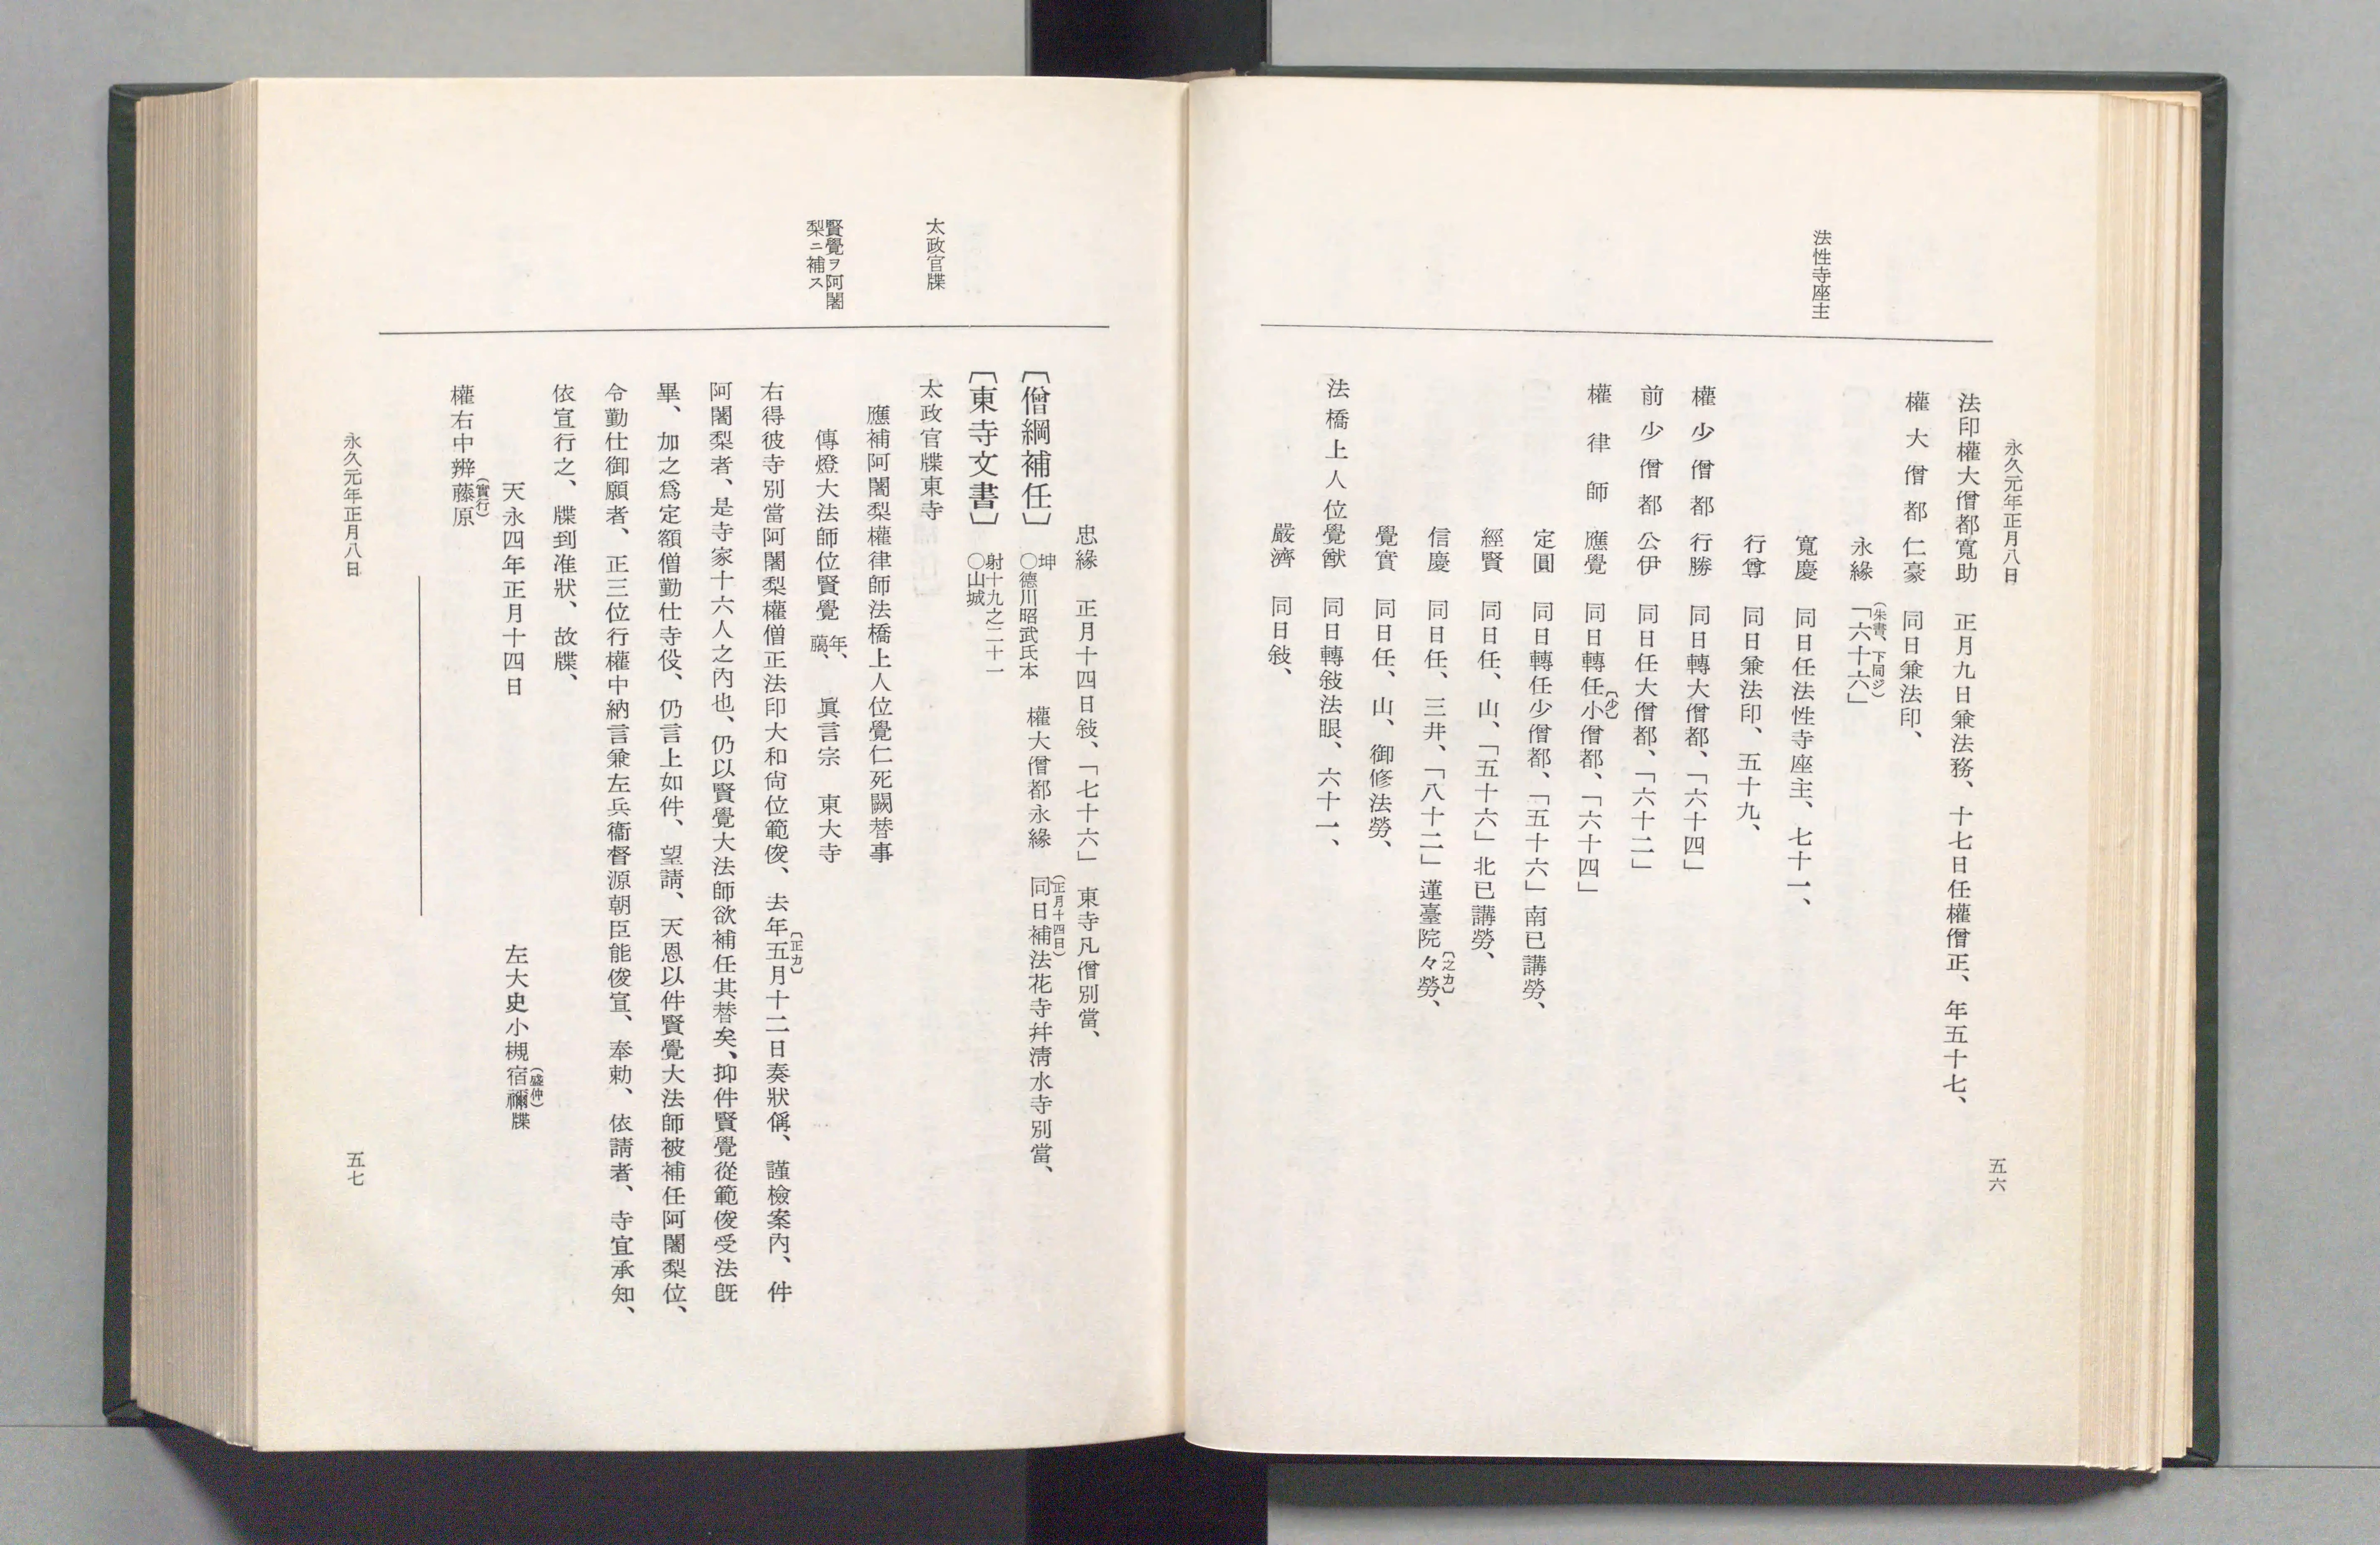 永久元年正月八日
五六
法性寺座主
法印權大僧都寬助　正月九日兼法務、十七日任權僧正、年五十七、
權大僧都仁豪　同日兼法印、
永緣「六十六」(朱書、下同ジ)
寬慶　同日任法性寺座主、七十一、
行尊　同日兼法印、五十九、
權少僧都行勝　同日轉大僧都、「六十四」
前少僧都公伊　同日任大僧都、「六十二」
權律師應覺　同日轉任小〔少〕僧都、「六十四」
定圓　同日轉任少僧都、「五十六」南已講勞、
經賢　同日任、山、「五十六」北已講勞、
信慶　同日任、三井、「八十二」蓮臺院々〔之カ〕勞、
覺實　同日任、山、御修法勞、
法橋上人位覺猷　同日轉敍法眼、六十一、
嚴濟　同日敍、
忠緣　正月十四日敍、「七十六」東寺凡僧別當、
〔僧綱補任〕坤○德川昭武氏本　權大僧都永緣　同日(正月十四日)補法花寺幷淸水寺別當、
〔東寺文書〕射十九之二十一○山城
太政官牒
太政官牒東寺
應補阿闍梨權律師法橋上人位覺仁死闕替事
賢覺ヲ阿闍
梨ニ補ス
傳燈大法師位賢覺　年、臈、　眞言宗　東大寺
右得彼寺別當阿闍梨權僧正法印大和尙位範俊、去年五〔正カ〕月十二日奏狀偁、謹檢案內、件
阿闍梨者、是寺家十六人之內也、仍以賢覺大法師欲補任其替矣、抑件賢覺從範俊受法旣
畢、加之爲定額僧勤仕寺役、仍言上如件、望請、天恩以件賢覺大法師被補任阿闍梨位、
令勤仕御願者、正三位行權中納言兼左兵衞督源朝臣能俊宣、奉勅、依請者、寺宜承知、
依宣行之、牒到准狀、故牒、
天永四年正月十四日　左大史小槻宿禰(盛仲)牒
權右中辨藤原(實行)
永久元年正月八日
五七